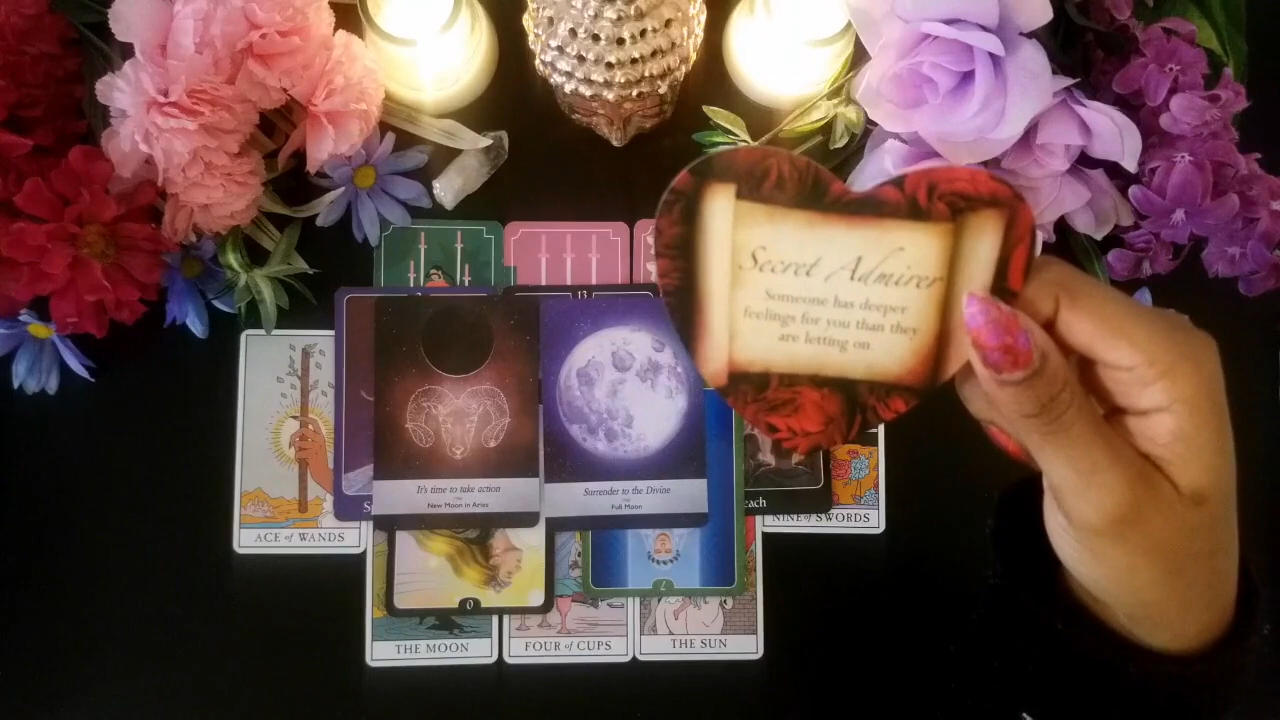 Secret Admirer
Someone has deeper
feelings for you than they
are letting on.
13
It's time to take action
New Moon in Aries
Surrender to the Divine
Full Moon
each
ACE of WANDS
NINE of SWORDS
0
7
THE MOON
FOUR of CUPS
THE SUN